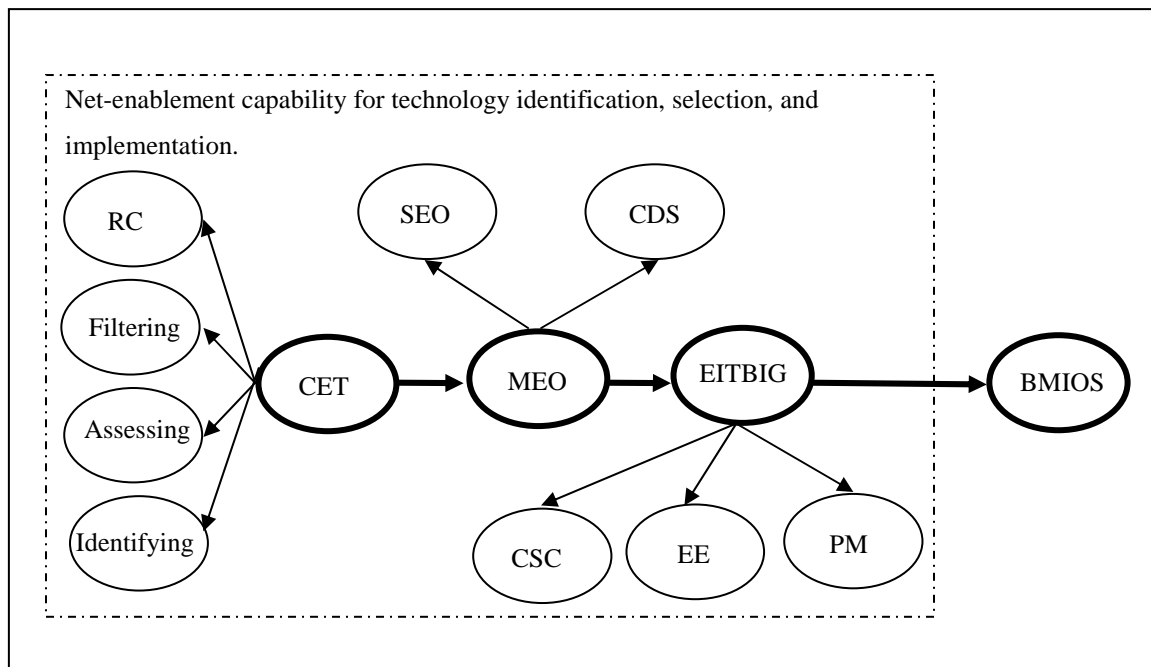 Net-enablement capability for technology identification, selection, and
implementation.
RC
SEO
CDS
Filtering
CET
MEO
EITBIG
BMIOS
Assessing
Identifying
CSC
EE
PM